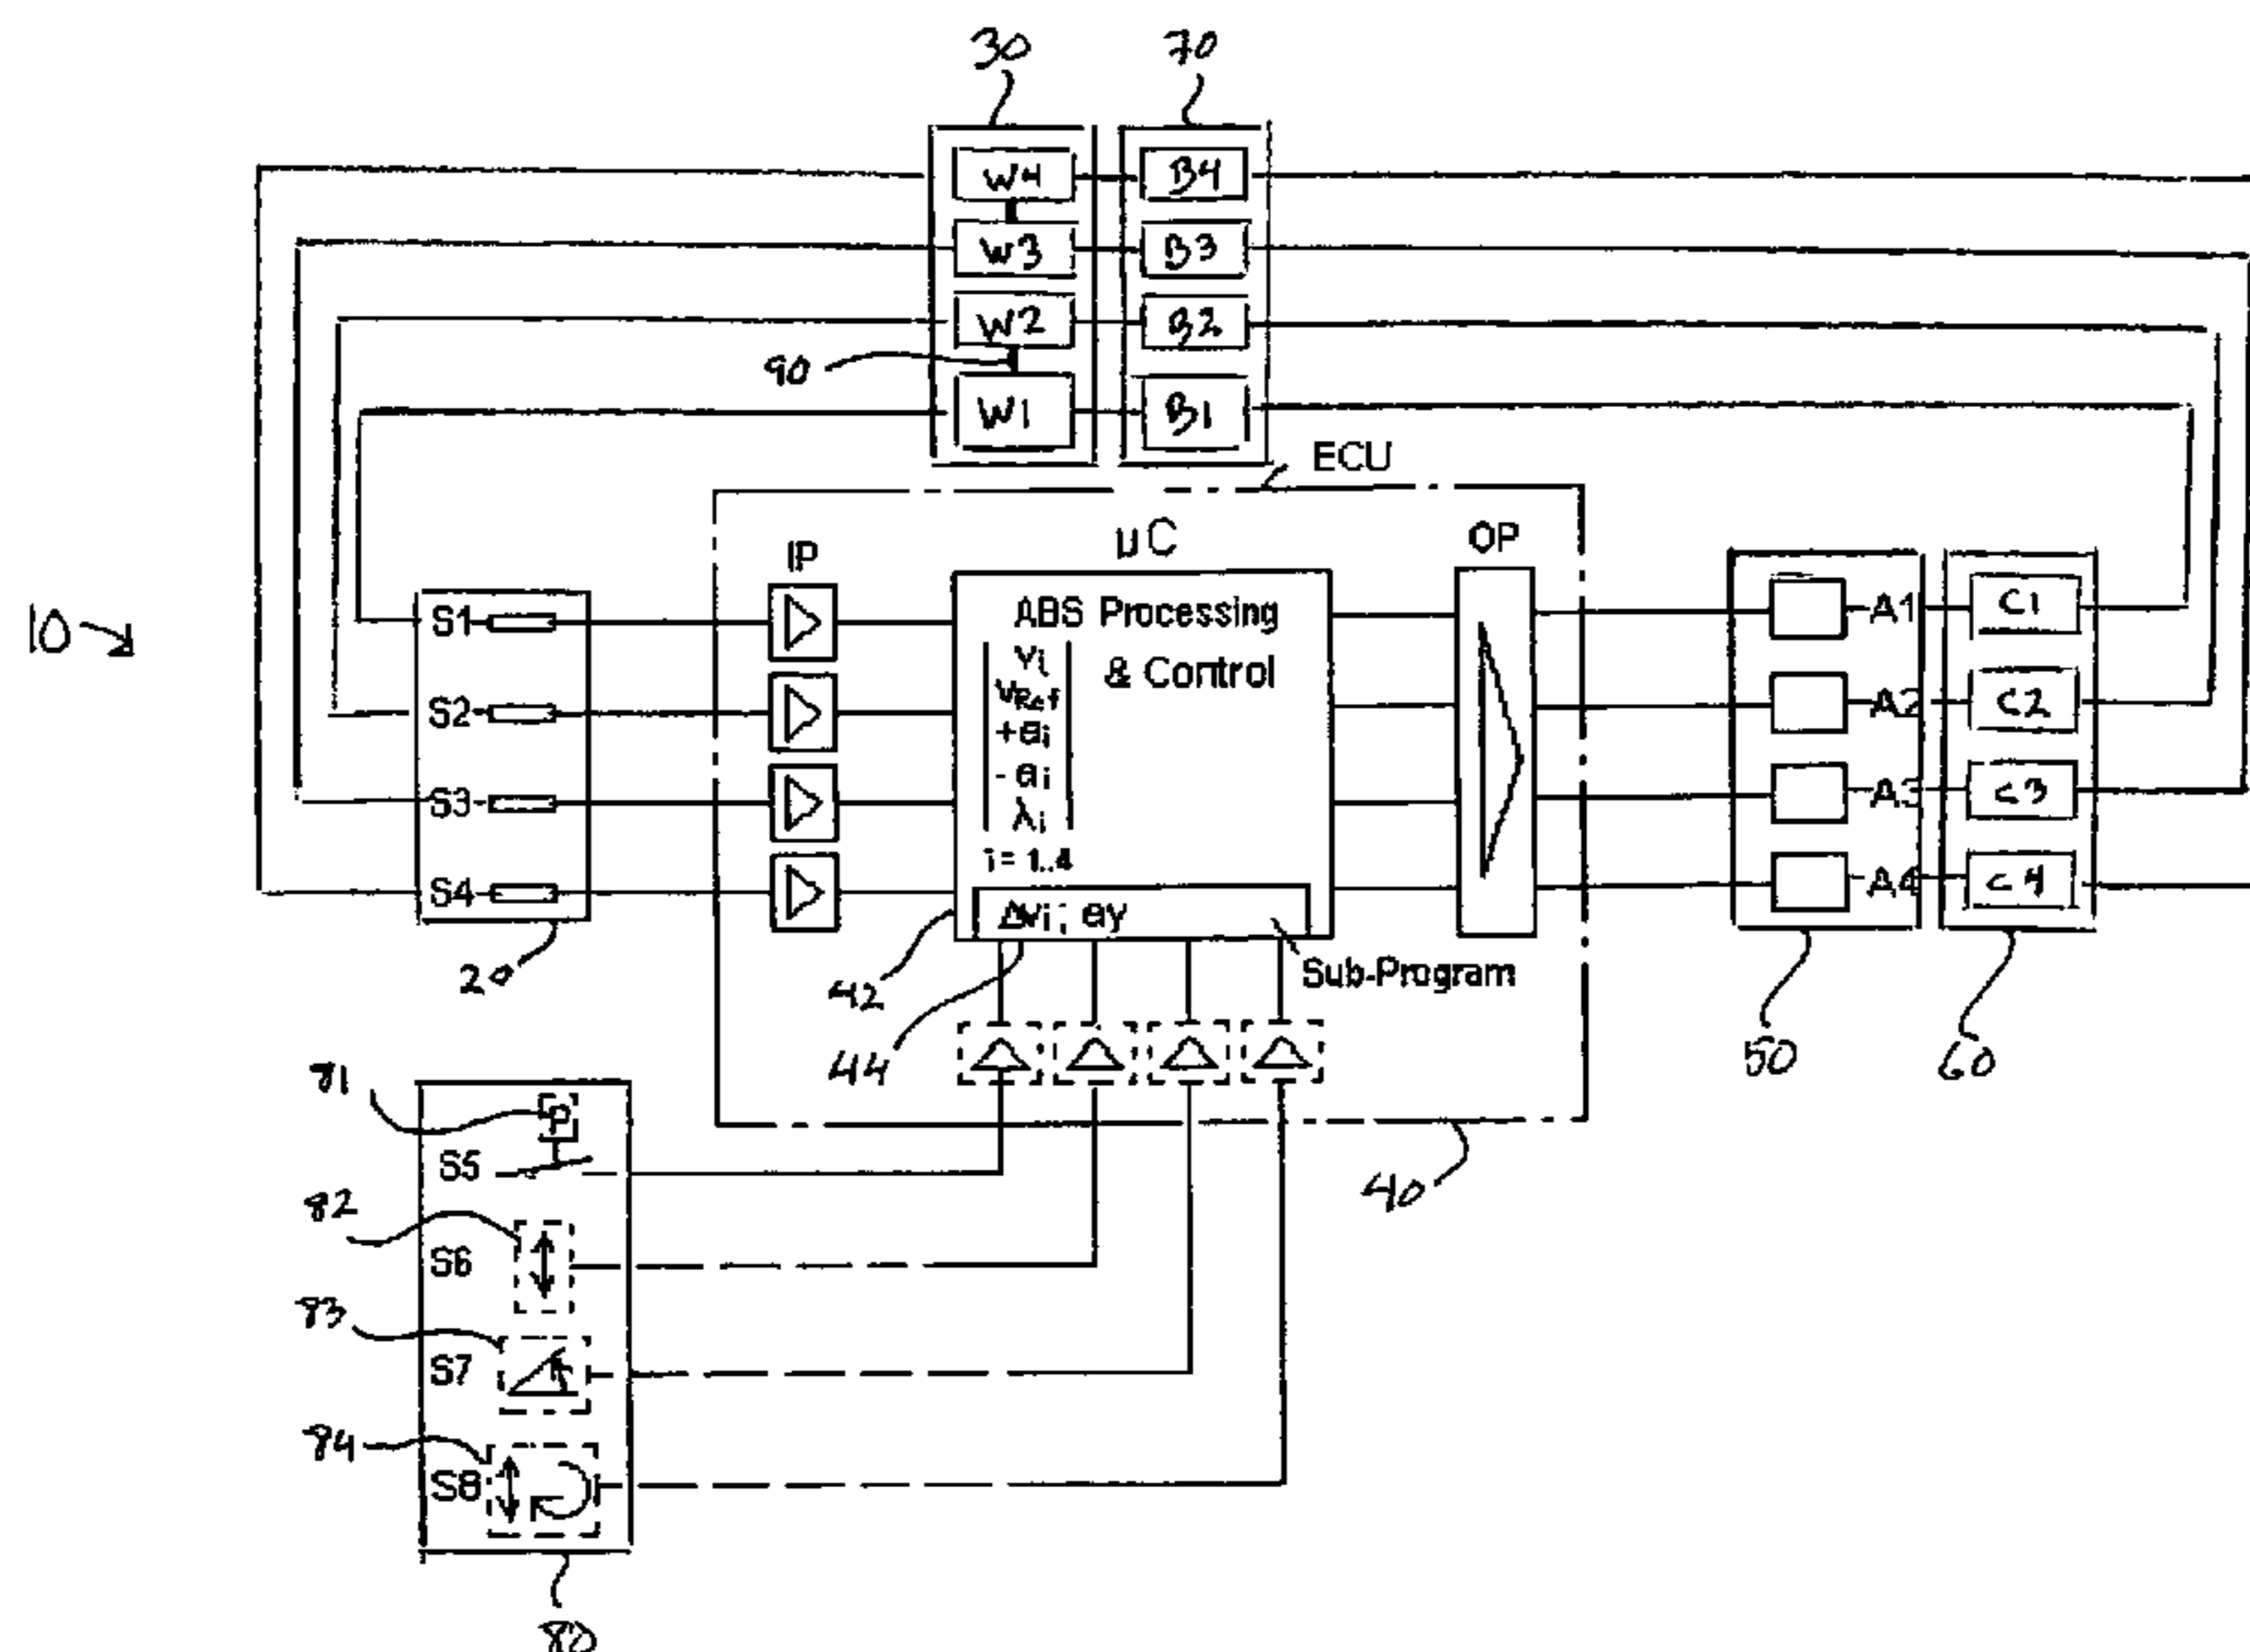 30 70
W4 B4
W3 B3
W2 B2
90
W1 B1
ECU
IP µC OP
10
S1 ABS Processing A1 C1
Vi & Control
S2 VRef A2 C2
+ai
S3 - ai A3 C3
λi
i = 1..4
S4 A4 C4
Δvi; ay
20 42 Sub-Program
44 50 60
81
S5
82 40
S6
83
S7
84
S8
80